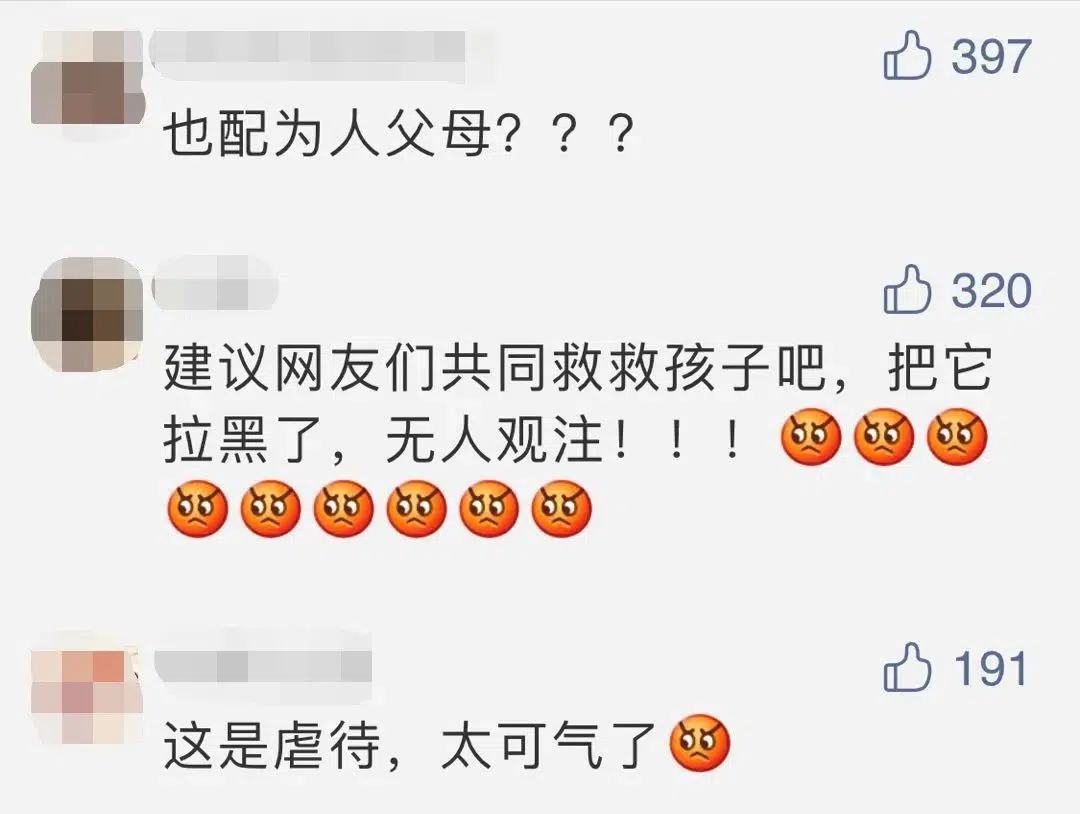 397
也配为人父母？？？
320
建议网友们共同救救孩子吧，把它
拉黑了，无人观注！！！😡😡😡
😡😡😡😡😡😡
191
这是虐待，太可气了😡